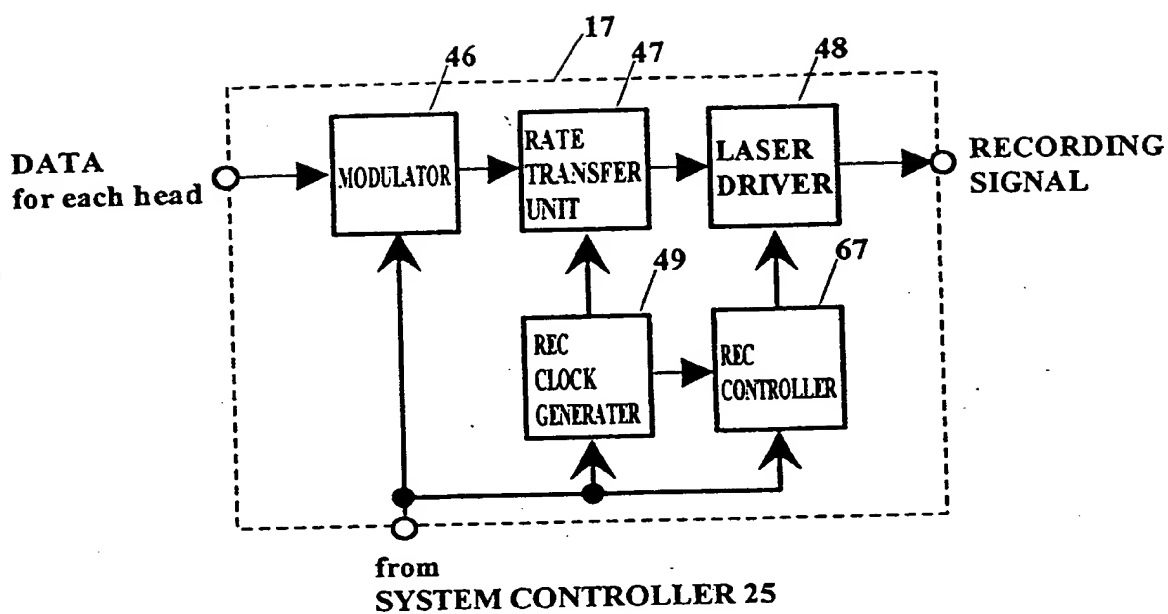 17
46
47
48
DATA
for each head
MODULATOR
RATE
TRANSFER
UNIT
LASER
DRIVER
RECORDING
SIGNAL
49
67
REC
CLOCK
GENERATER
REC
CONTROLLER
from
SYSTEM CONTROLLER 25